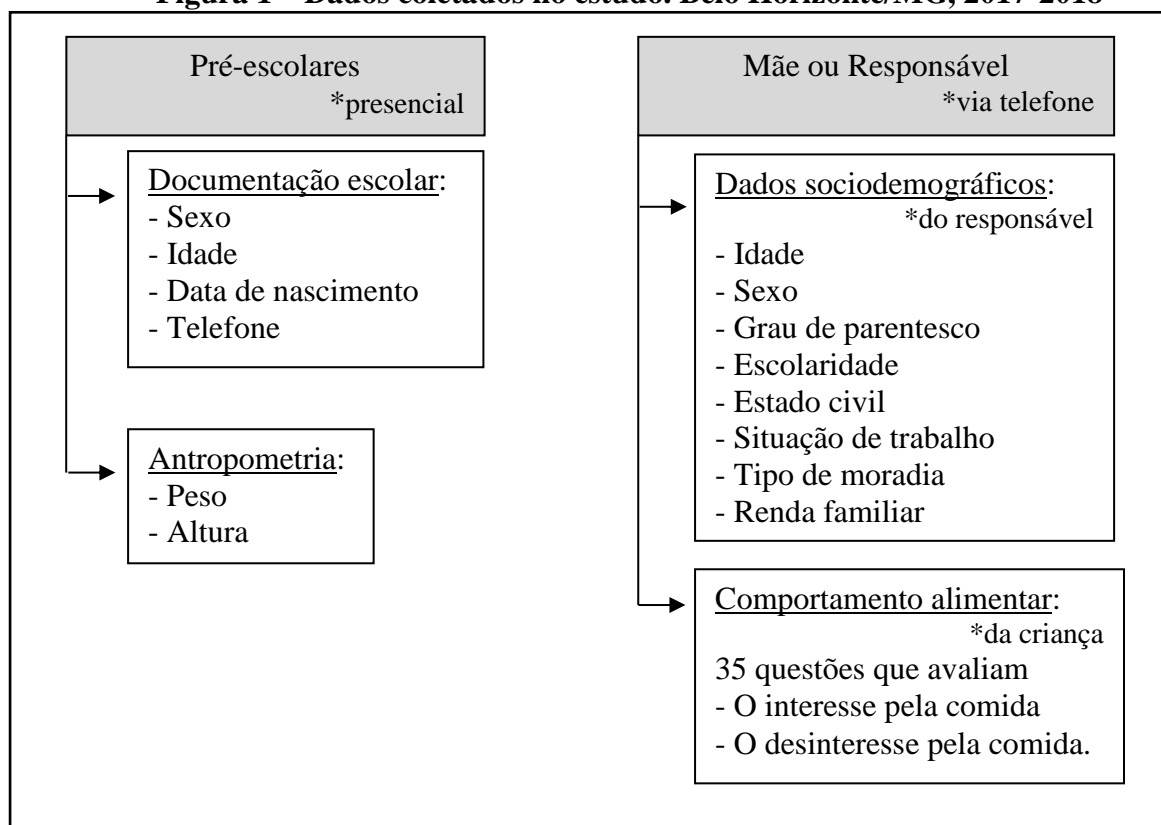 Figura 1 – Dados coletados no estudo. Belo Horizonte/MG, 2017-2018
Pré-escolares
*presencial
Documentação escolar:
- Sexo
- Idade
- Data de nascimento
- Telefone
Antropometria:
- Peso
- Altura
Mãe ou Responsável
*via telefone
Dados sociodemográficos:
*do responsável
- Idade
- Sexo
- Grau de parentesco
- Escolaridade
- Estado civil
- Situação de trabalho
- Tipo de moradia
- Renda familiar
Comportamento alimentar:
*da criança
35 questões que avaliam
- O interesse pela comida
- O desinteresse pela comida.